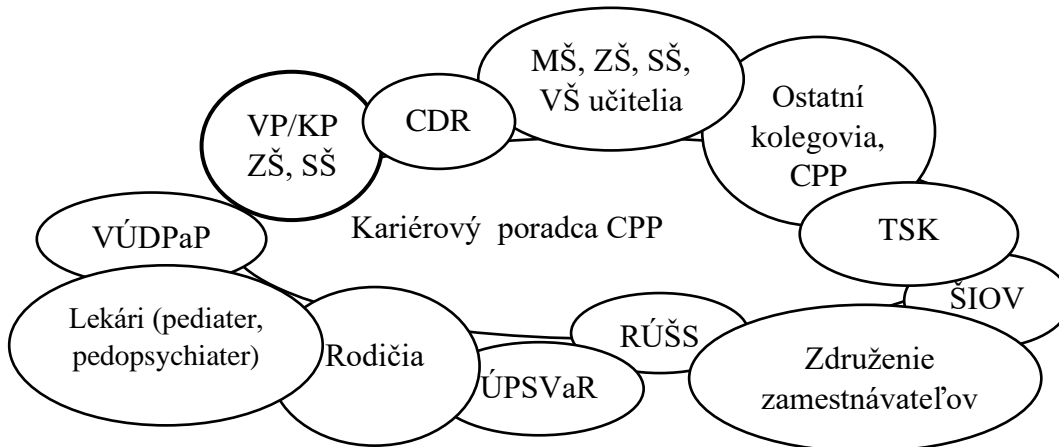 MŠ, ZŠ, SŠ,
VŠ učitelia
VP/KP
ZŠ, SŠ
CDR
Ostatní
kolegovia,
CPP
VÚDPaP
Kariérový poradca CPP
TSK
ŠIOV
Lekári (pediater,
pedopsychiater)
Rodičia
RÚŠS
ÚPSVaR
Združenie
zamestnávateľov